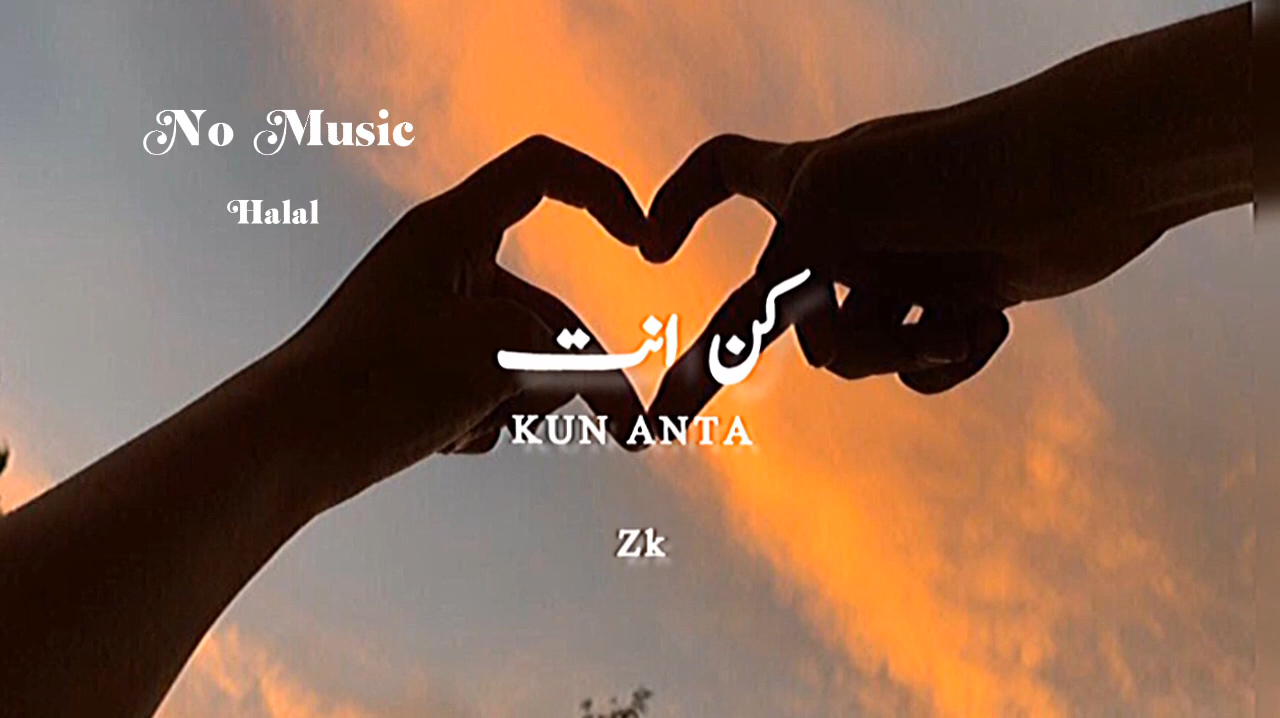 No Music
Halal
كن انت
KUN ANTA
Zk